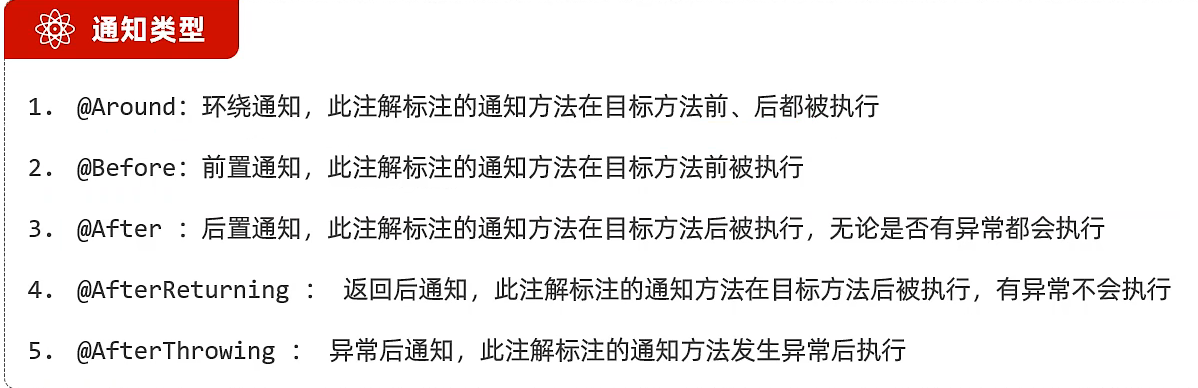 通知类型
1. @Around：环绕通知，此注解标注的通知方法在目标方法前、后都被执行
2. @Before：前置通知，此注解标注的通知方法在目标方法前被执行
3. @After ：后置通知，此注解标注的通知方法在目标方法后被执行，无论是否有异常都会执行
4. @AfterReturning ： 返回后通知，此注解标注的通知方法在目标方法后被执行，有异常不会执行
5. @AfterThrowing ： 异常后通知，此注解标注的通知方法发生异常后执行